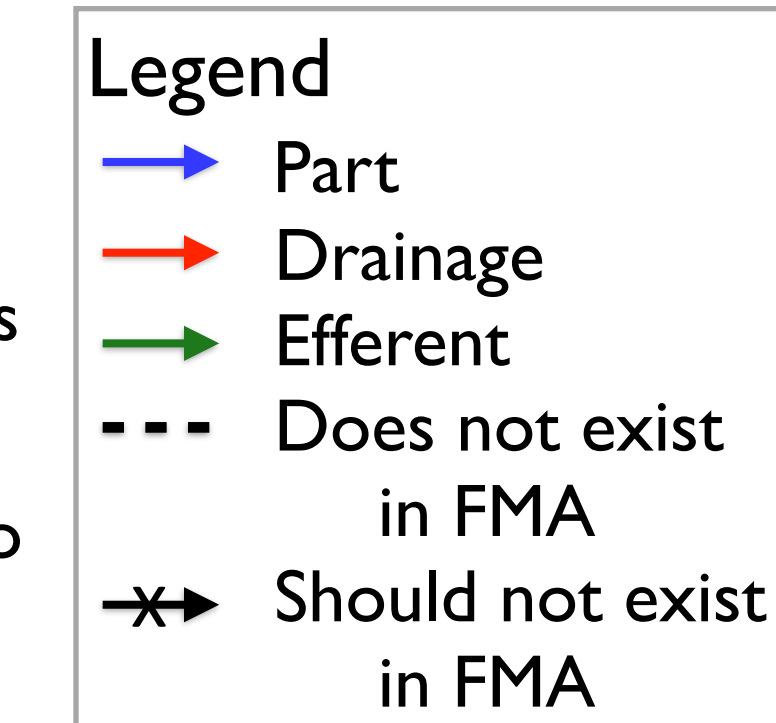 Legend
Part
Drainage
s
Efferent
Does not exist
in FMA
o
X Should not exist
in FMA